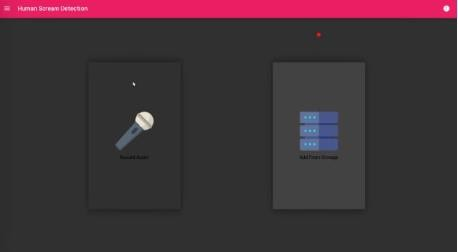 Human Scream Detection
Record Audio
Add From Storage